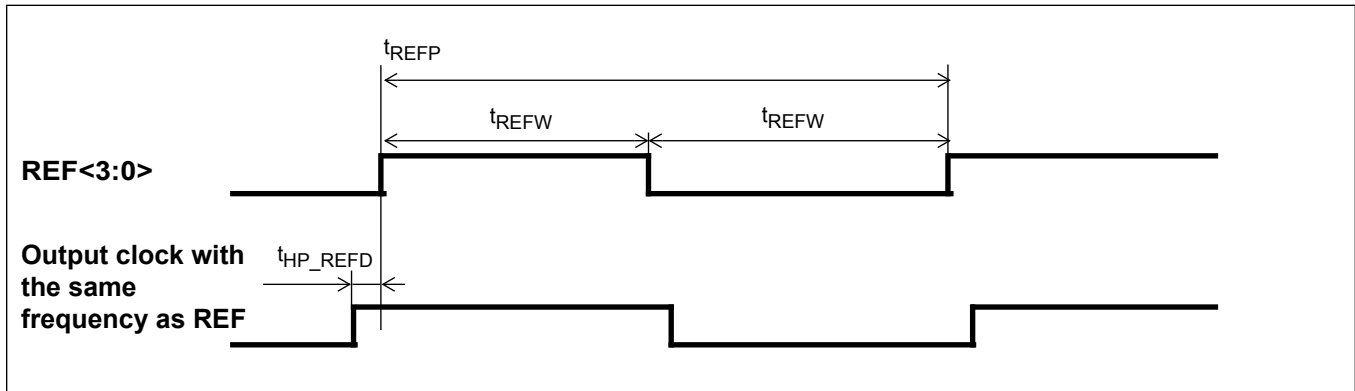 tREFP
tREFW tREFW
REF<3:0>
Output clock with
the same
frequency as REF
tHP_REFD